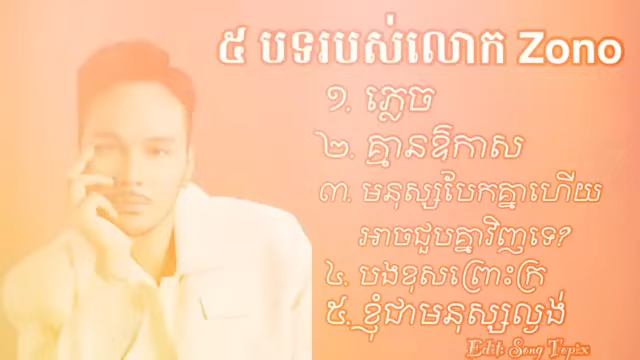 ៥ បទរបស់លោក Zono
១. ភ្លេច
២. គ្មានឱកាស
៣. មនុស្សបែកគ្នាហើយ
អាចជួបគ្នាវិញទេ?
៤. បងខុសព្រោះក្រ
៥. ខ្ញុំជាមនុស្សល្ងង់
Edit Song Topix